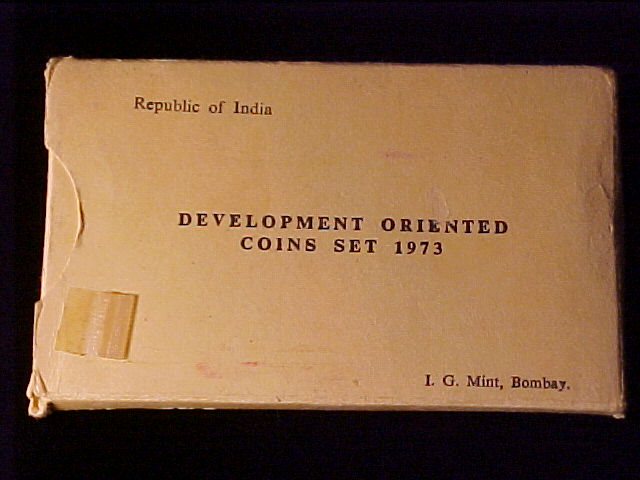 Republic of India
DEVELOPMENT ORIENTED
COINS SET 1973
I. G. Mint, Bombay.